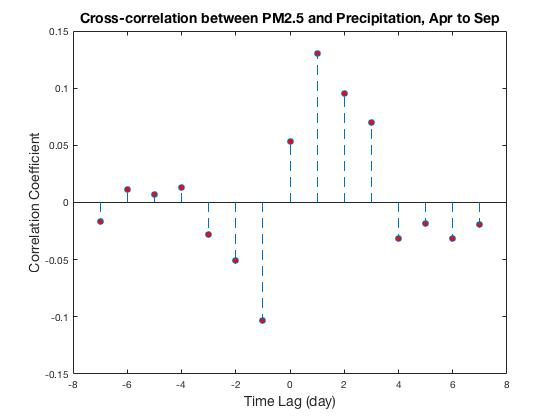 Cross-correlation between PM2.5 and Precipitation, Apr to Sep
0.15
0.1
0.05
0
-0.05
-0.1
-0.15
Correlation Coefficient
-8 -6 -4 -2 0 2 4 6 8
Time Lag (day)